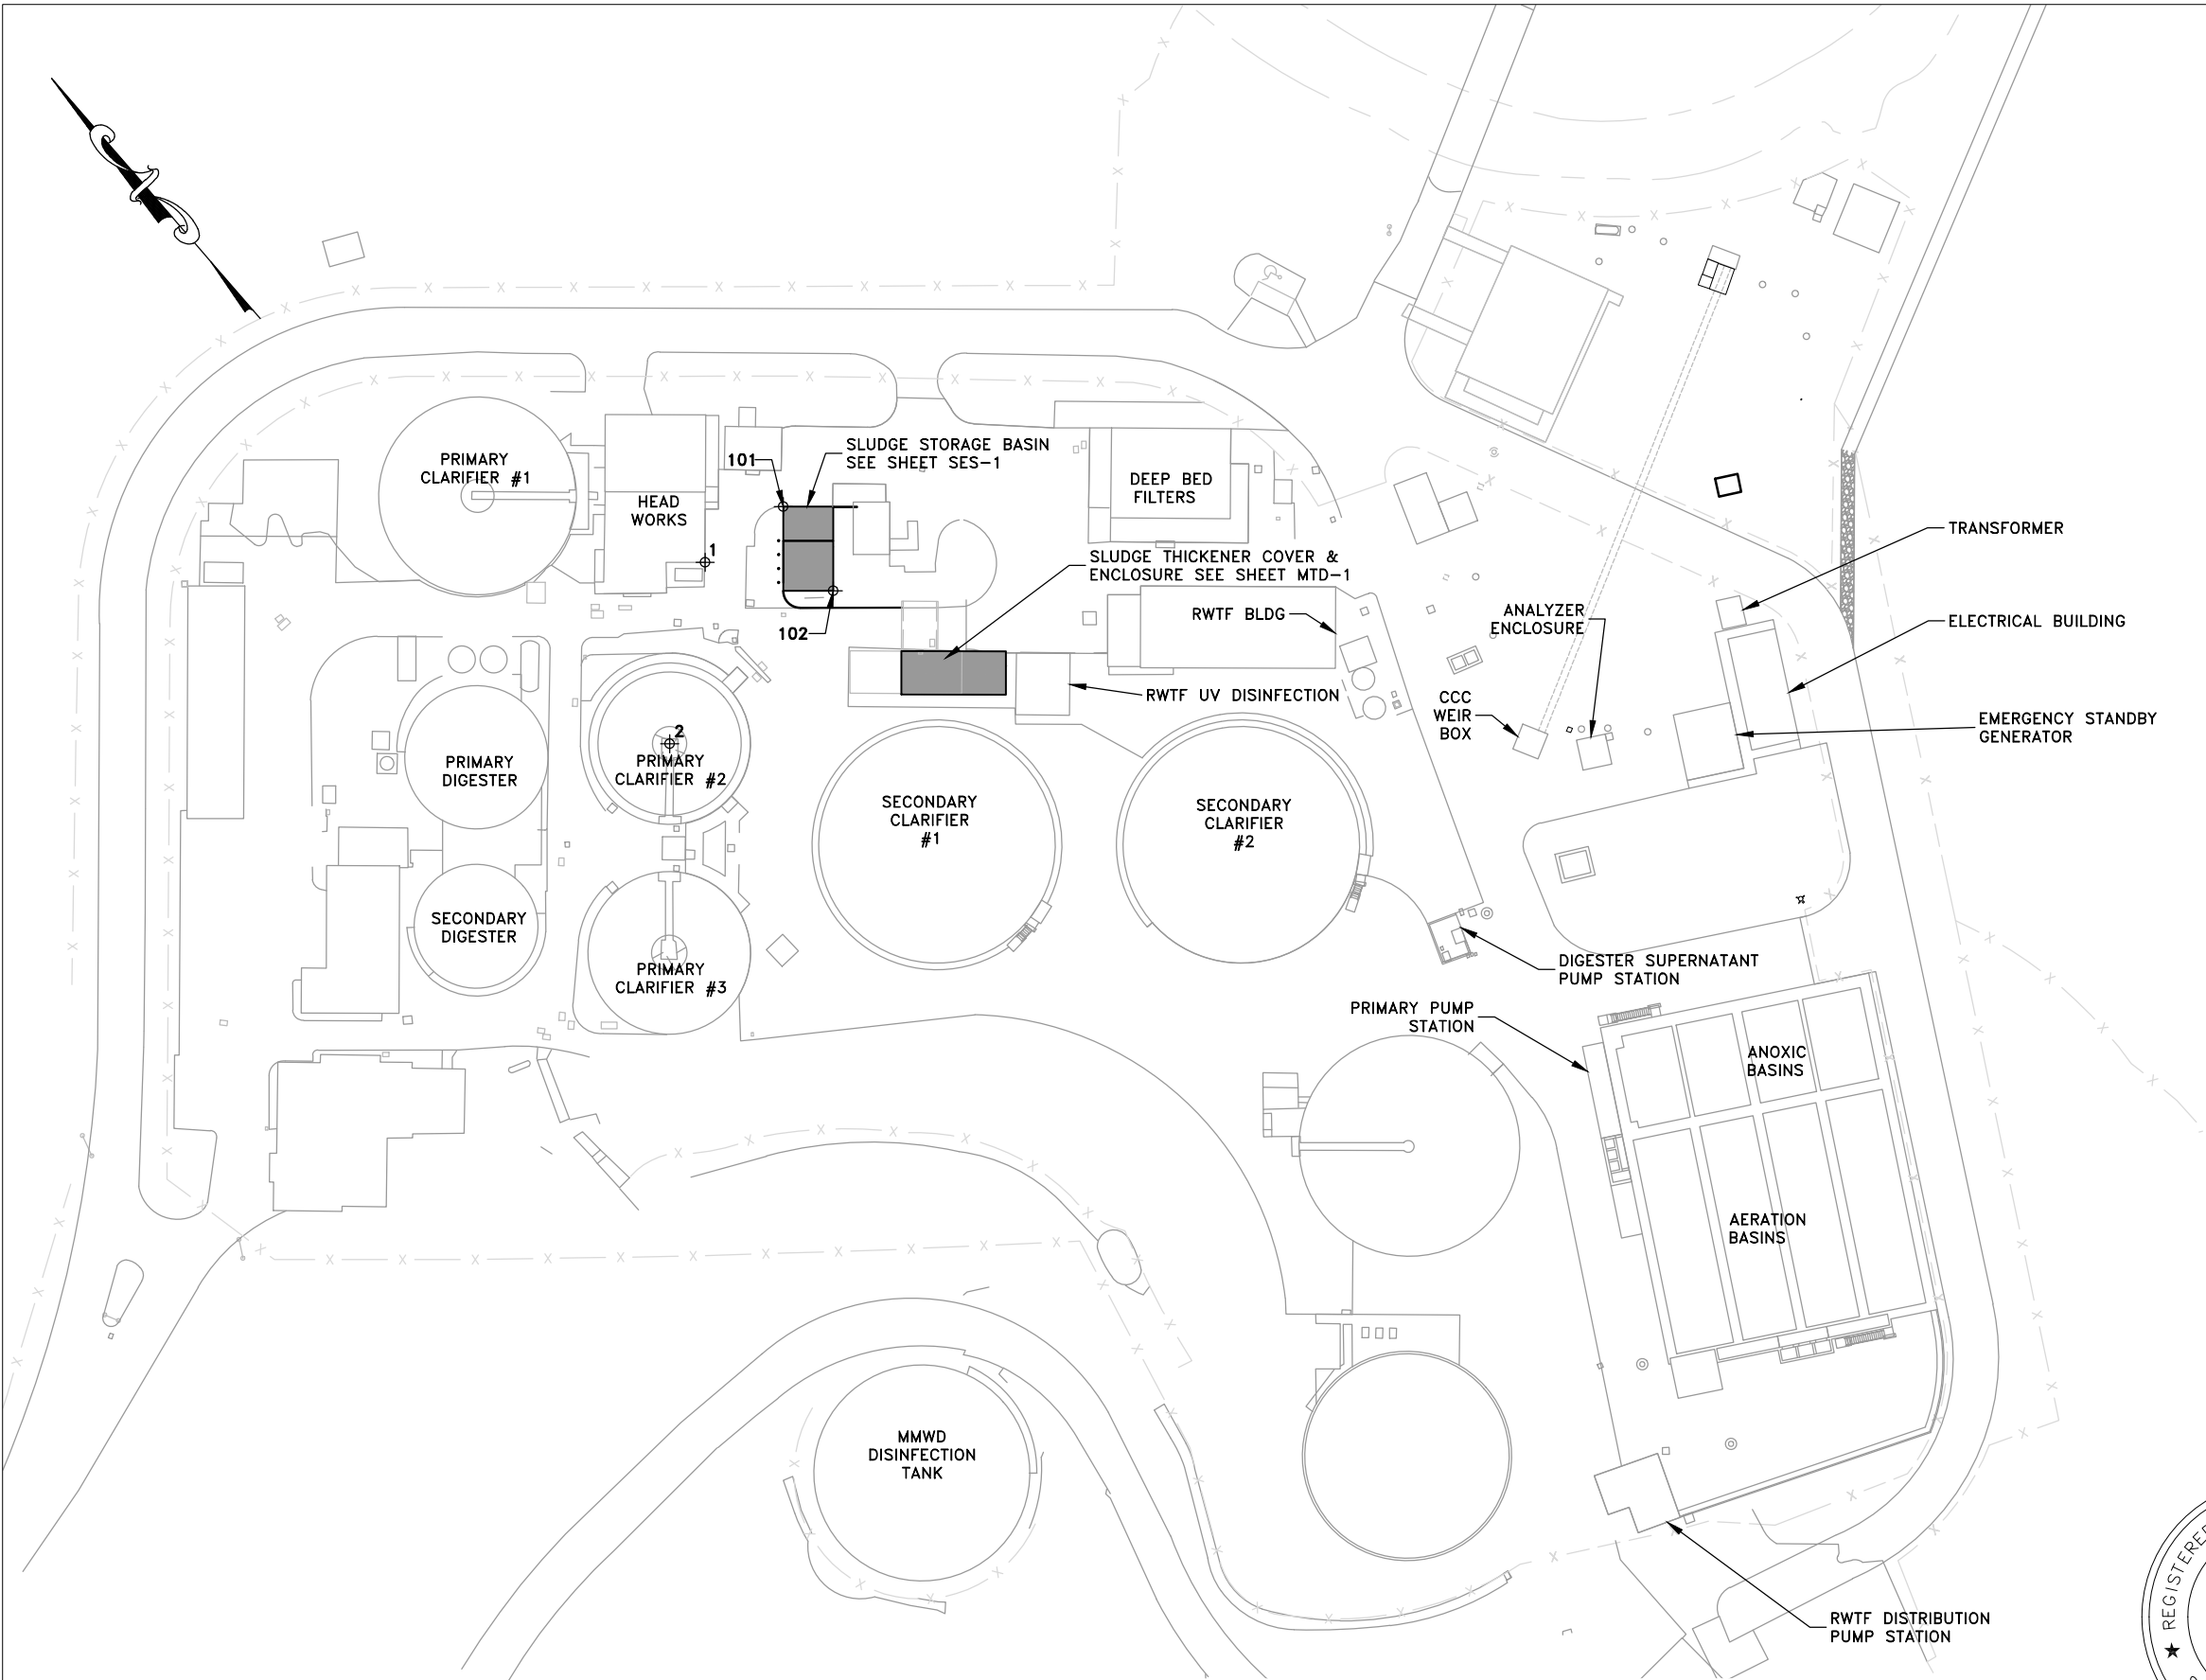 PRIMARY
CLARIFIER #1
HEAD
WORKS
101
SLUDGE STORAGE BASIN
SEE SHEET SES-1
1
102
DEEP BED
FILTERS
SLUDGE THICKENER COVER &
ENCLOSURE SEE SHEET MTD-1
RWTF BLDG
RWTF UV DISINFECTION
ANALYZER
ENCLOSURE
TRANSFORMER
ELECTRICAL BUILDING
CCC
WEIR
BOX
EMERGENCY STANDBY
GENERATOR
PRIMARY
DIGESTER
2
PRIMARY
CLARIFIER #2
SECONDARY
CLARIFIER
#1
SECONDARY
CLARIFIER
#2
SECONDARY
DIGESTER
PRIMARY
CLARIFIER #3
DIGESTER SUPERNATANT
PUMP STATION
PRIMARY PUMP
STATION
ANOXIC
BASINS
AERATION
BASINS
MMWD
DISINFECTION
TANK
RWTF DISTRIBUTION
PUMP STATION